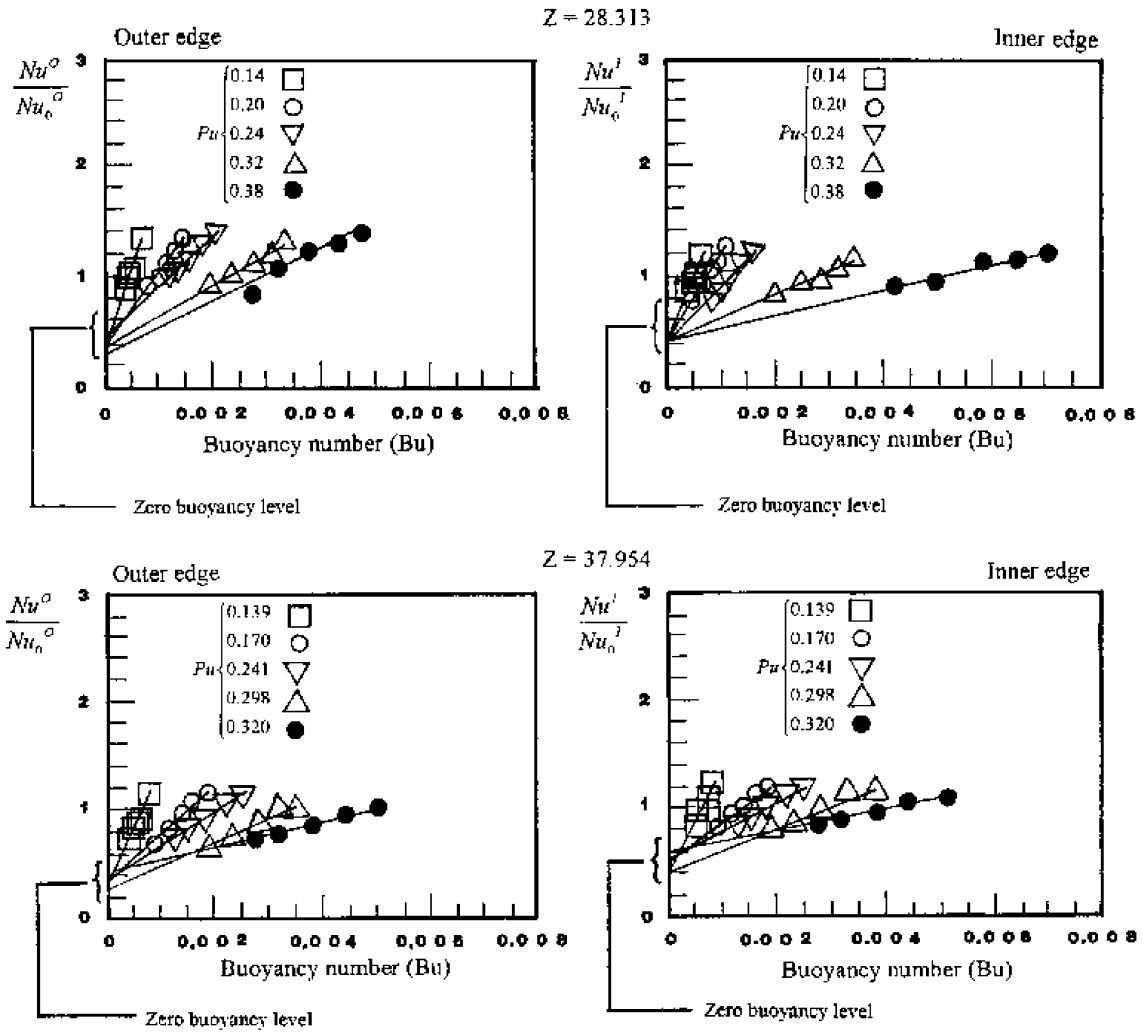 Z = 28.313
Outer edge
Nu^O / Nu_o^O
3
2
1
0
Pu
0.14
0.20
0.24
0.32
0.38
0 0.002 0.004 0.006 0.008
Buoyancy number (Bu)
Zero buoyancy level
Inner edge
Nu^I / Nu_o^I
3
2
1
0
Pu
0.14
0.20
0.24
0.32
0.38
0 0.002 0.004 0.006 0.008
Buoyancy number (Bu)
Zero buoyancy level
Z = 37.954
Outer edge
Nu^O / Nu_o^O
3
2
1
0
Pu
0.139
0.170
0.241
0.298
0.320
0 0.002 0.004 0.006 0.008
Buoyancy number (Bu)
Zero buoyancy level
Inner edge
Nu^I / Nu_o^I
3
2
1
0
Pu
0.139
0.170
0.241
0.298
0.320
0 0.002 0.004 0.006 0.008
Buoyancy number (Bu)
Zero buoyancy level